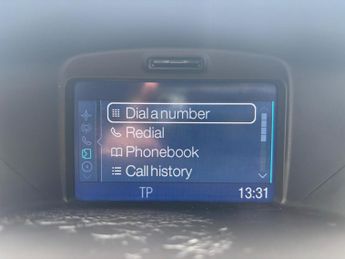 Dial a number
Redial
Phonebook
Call history
TP 13:31